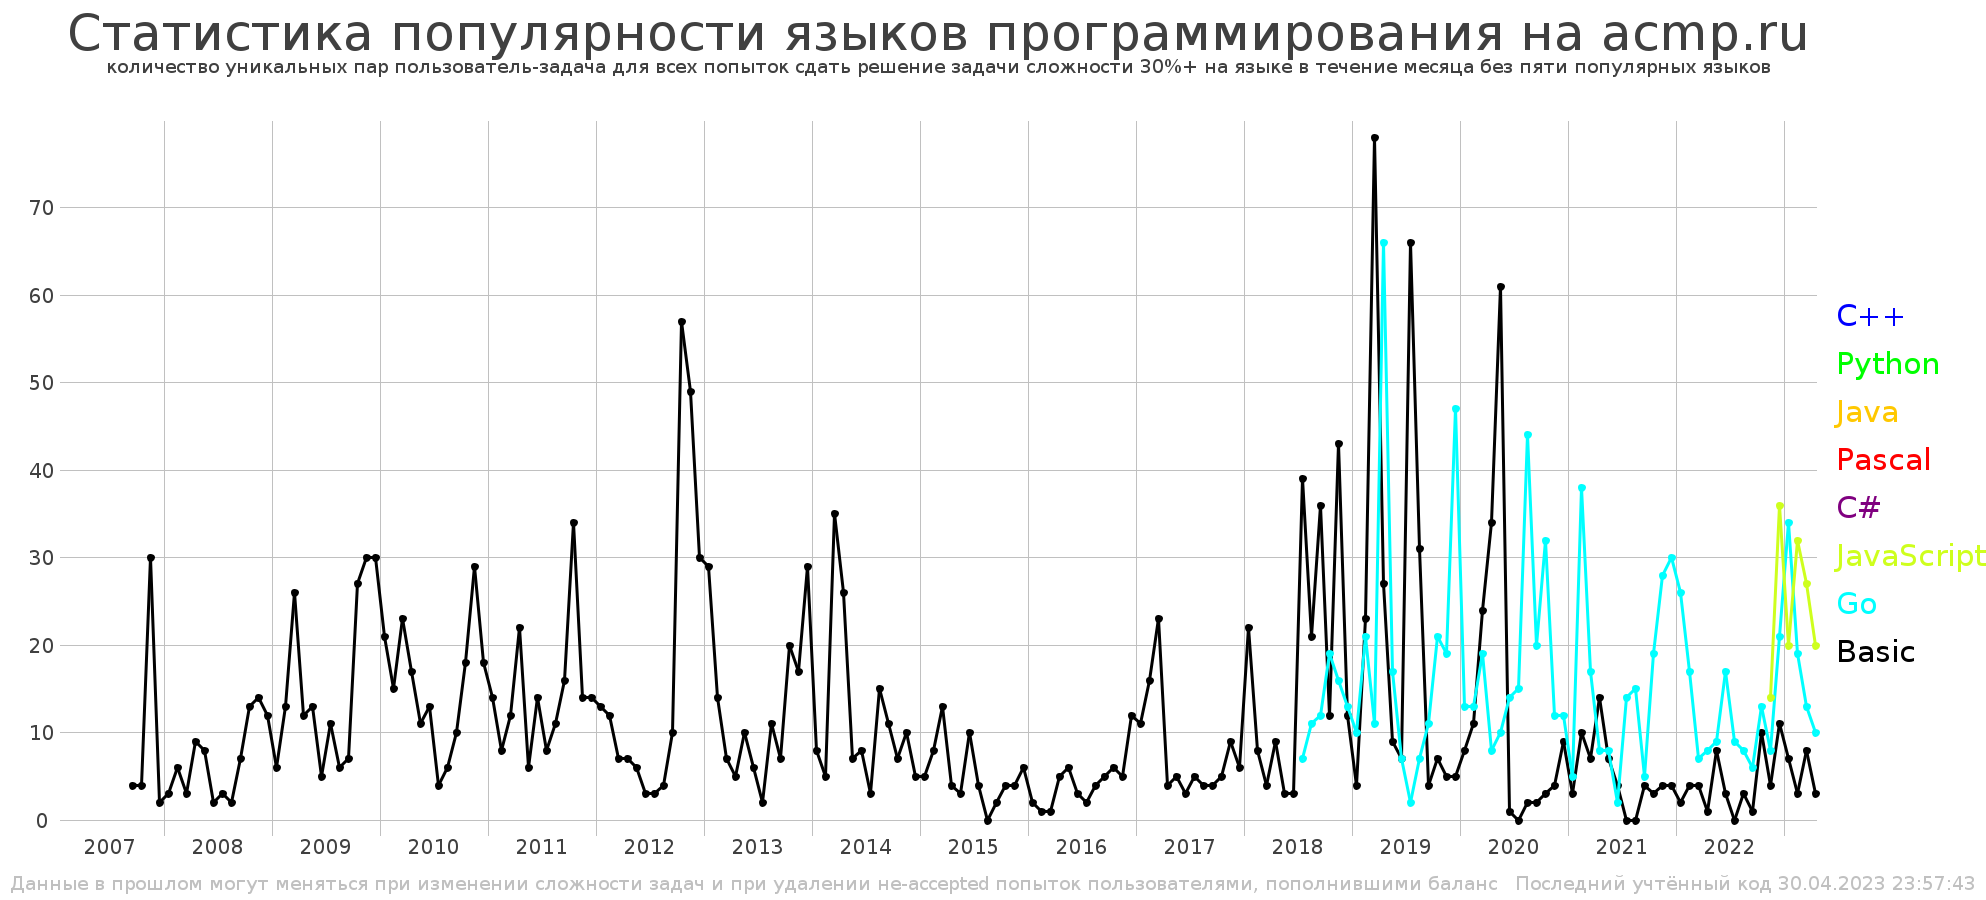 Статистика популярности языков программирования на acmp.ru
количество уникальных пар пользователь-задача для всех попыток сдать решение задачи сложности 30%+ на языке в течение месяца без пяти популярных языков
70
60
50
40
30
20
10
0
C++
Python
Java
Pascal
C#
JavaScript
Go
Basic
2007 2008 2009 2010 2011 2012 2013 2014 2015 2016 2017 2018 2019 2020 2021 2022
Данные в прошлом могут меняться при изменении сложности задач и при удалении не-accepted попыток пользователями, пополнившими баланс Последний учтённый код 30.04.2023 23:57:43